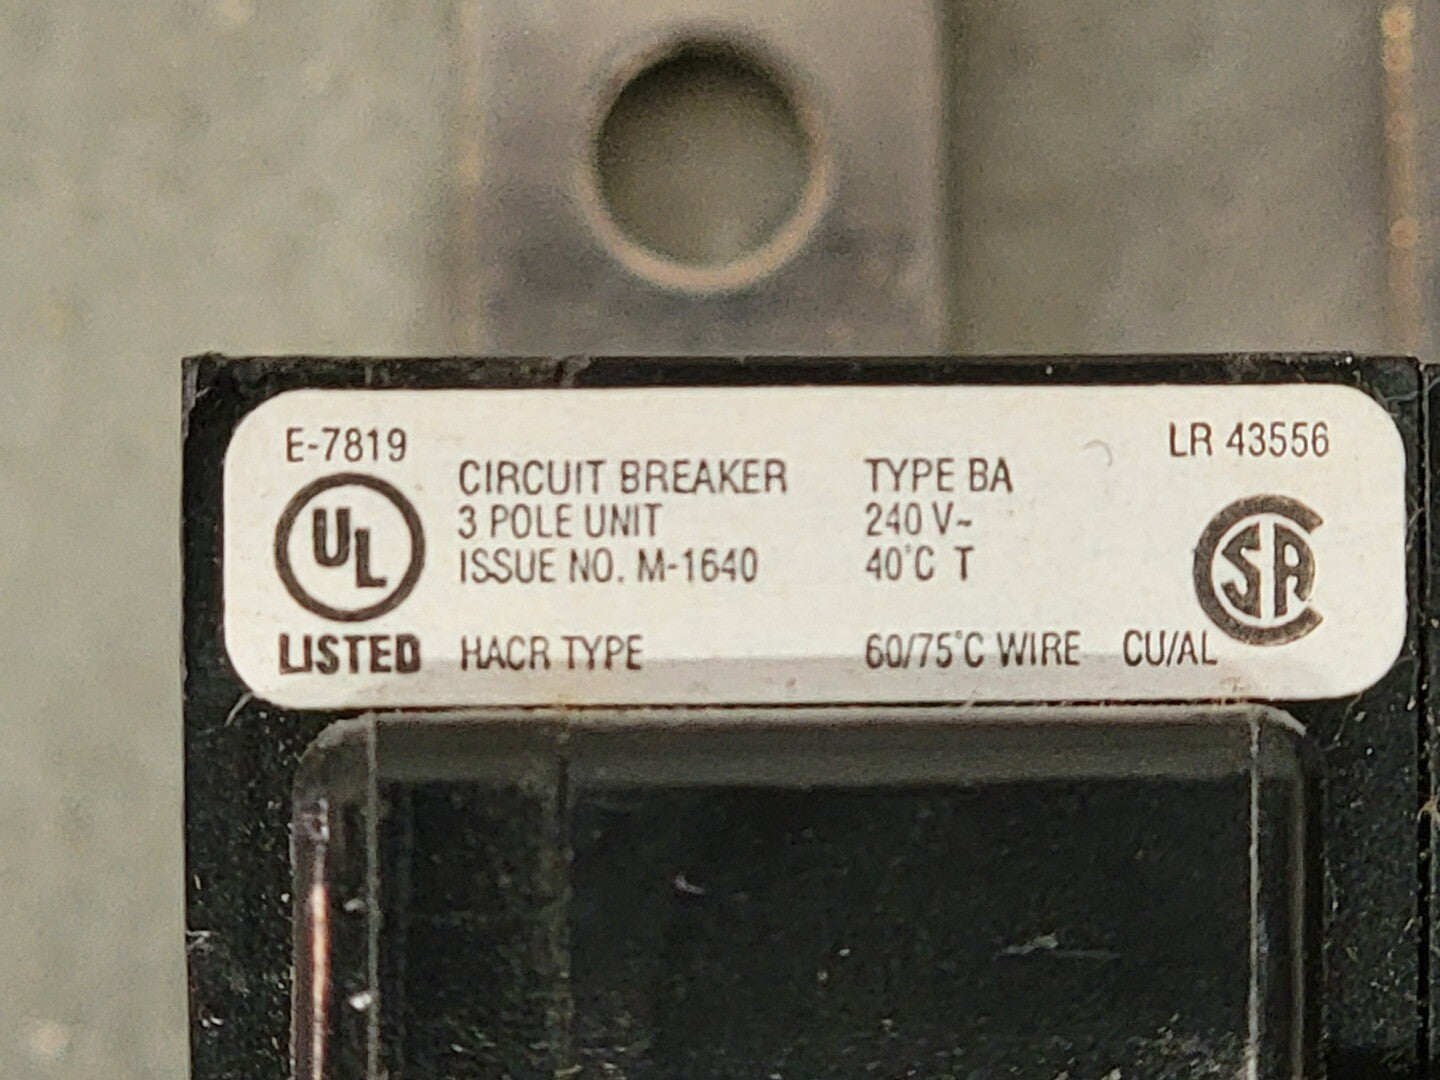 E-7819
LR 43556
CIRCUIT BREAKER TYPE BA
3 POLE UNIT 240 V~
ISSUE NO. M-1640 40°C T
UL
LISTED
SA
HACR TYPE 60/75°C WIRE CU/AL